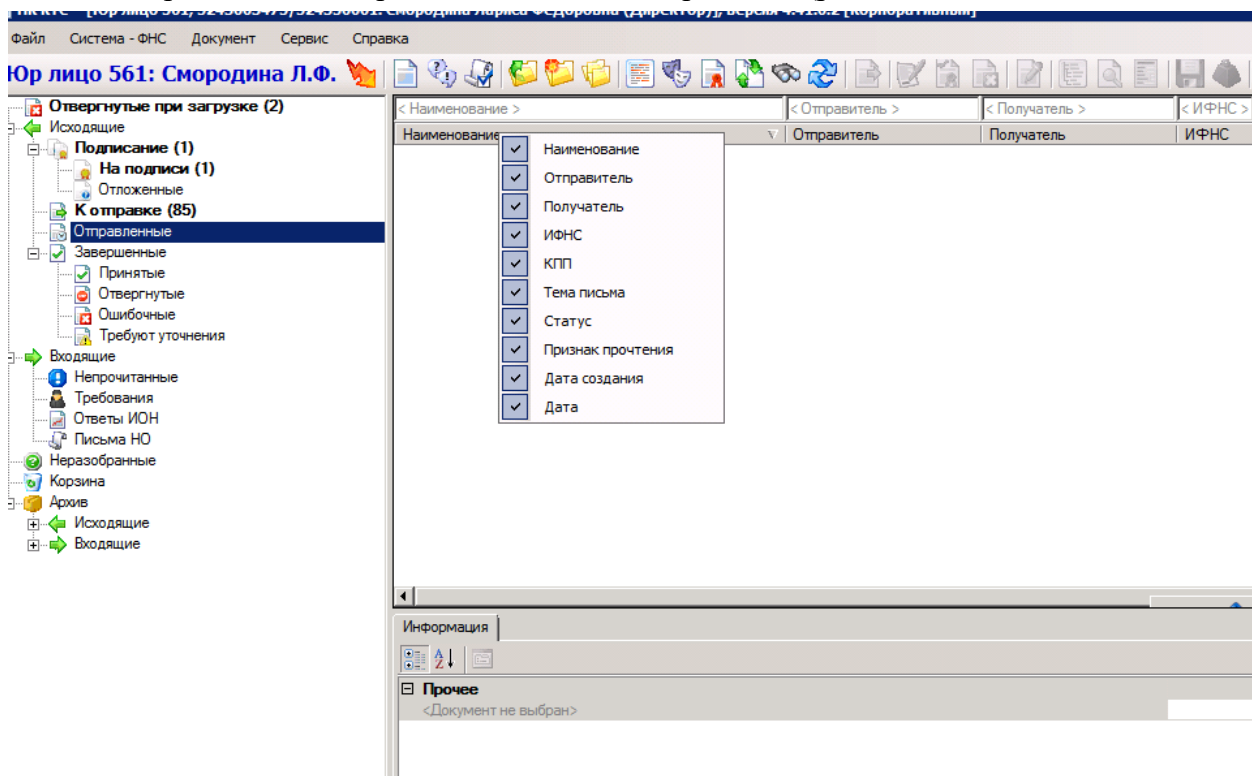 Файл Система - ФНС Документ Сервис Справка
Юр лицо 561: Смородина Л.Ф.
Отвергнутые при загрузке (2)
Исходящие
Подписание (1)
На подписи (1)
Отложенные
К отправке (85)
Отправленные
Завершенные
Принятые
Отвергнутые
Ошибочные
Требуют уточнения
Входящие
Непрочитанные
Требования
Ответы ИОН
Письма НО
Неразобранные
Корзина
Архив
Исходящие
Входящие
< Наименование > < Отправитель > < Получатель > < ИФНС >
Наименование Отправитель Получатель ИФНС
Наименование
Отправитель
Получатель
ИФНС
КПП
Тема письма
Статус
Признак прочтения
Дата создания
Дата
Информация
Прочее
<Документ не выбран>